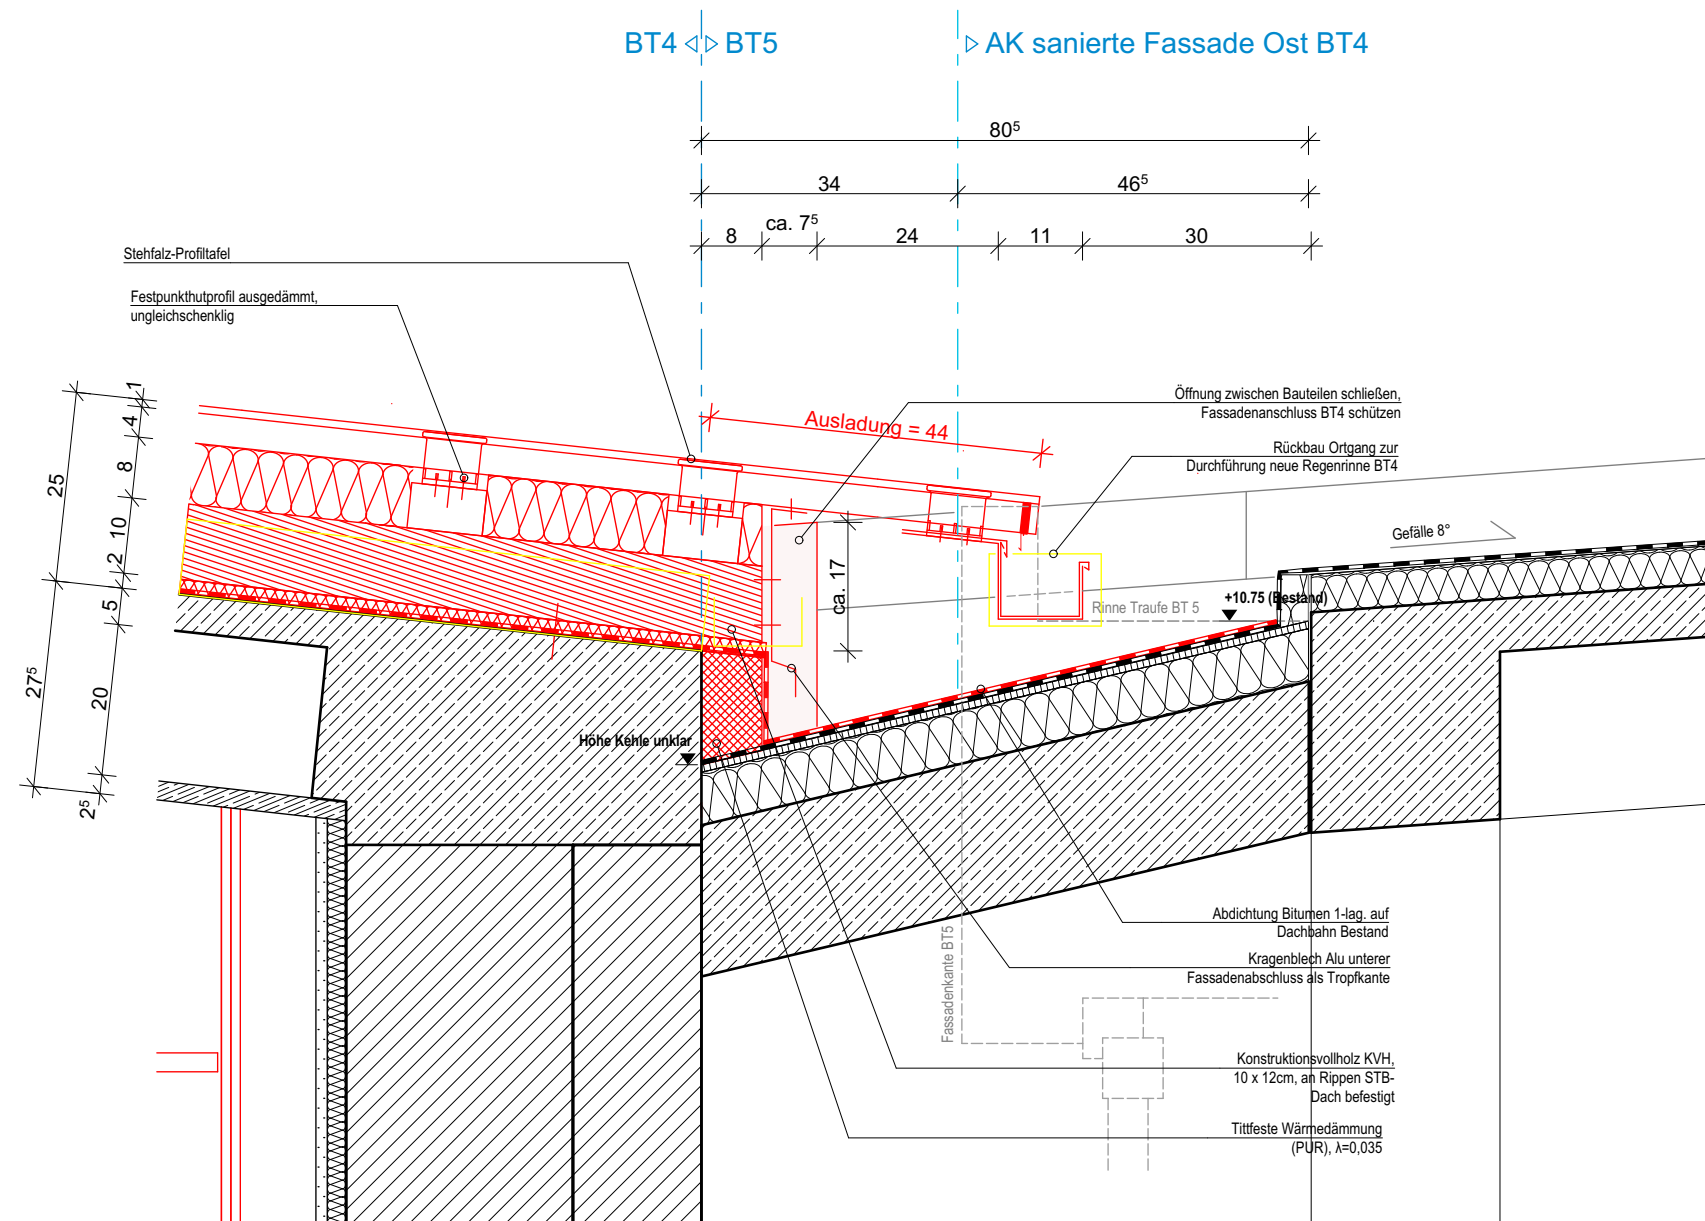 BT4 BT5
AK sanierte Fassade Ost BT4
80⁵
34
46⁵
8
ca. 7⁵
24
11
30
Stehfalz-Profiltafel
Festpunkthutprofil ausgedämmt,
ungleichschenklig
Ausladung = 44
Öffnung zwischen Bauteilen schließen,
Fassadenanschluss BT4 schützen
Rückbau Ortgang zur
Durchführung neue Regenrinne BT4
Gefälle 8°
25
27⁵
1
4
8
10
2
5
20
2⁵
ca. 17
Rinne Traufe BT 5
+10.75 (Bestand)
Höhe Kehle unklar
Fassadenkante BT5
Abdichtung Bitumen 1-lag. auf
Dachbahn Bestand
Kragenblech Alu unterer
Fassadenabschluss als Tropfkante
Konstruktionsvollholz KVH,
10 x 12cm, an Rippen STB-
Dach befestigt
Tittfeste Wärmedämmung
(PUR), λ=0,035